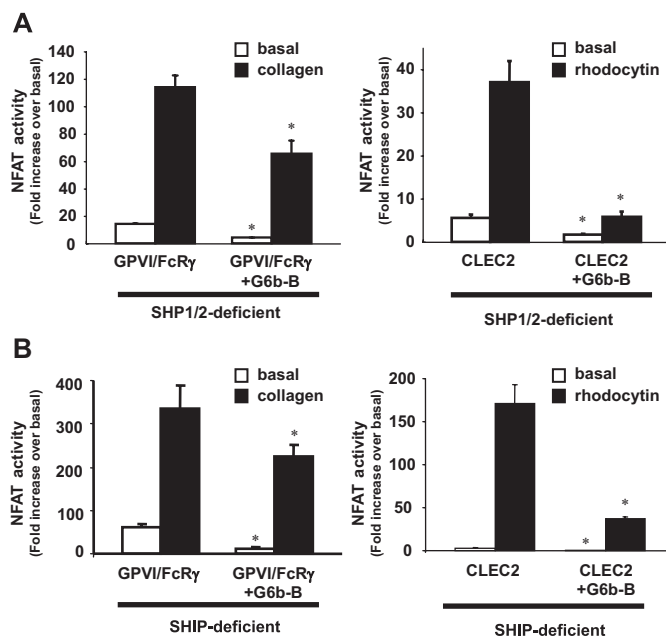 A
basal
collagen
NFAT activity
(Fold increase over basal)
140
120
100
80
60
40
20
0
*
*
GPVI/FcRγ
GPVI/FcRγ
+G6b-B
SHP1/2-deficient
basal
rhodocytin
NFAT activity
(Fold increase over basal)
40
30
20
10
0
*
*
CLEC2
CLEC2
+G6b-B
SHP1/2-deficient
B
basal
collagen
NFAT activity
(Fold increase over basal)
400
300
200
100
0
*
*
GPVI/FcRγ
GPVI/FcRγ
+G6b-B
SHIP-deficient
basal
rhodocytin
NFAT activity
(Fold increase over basal)
200
150
100
50
0
*
*
CLEC2
CLEC2
+G6b-B
SHIP-deficient